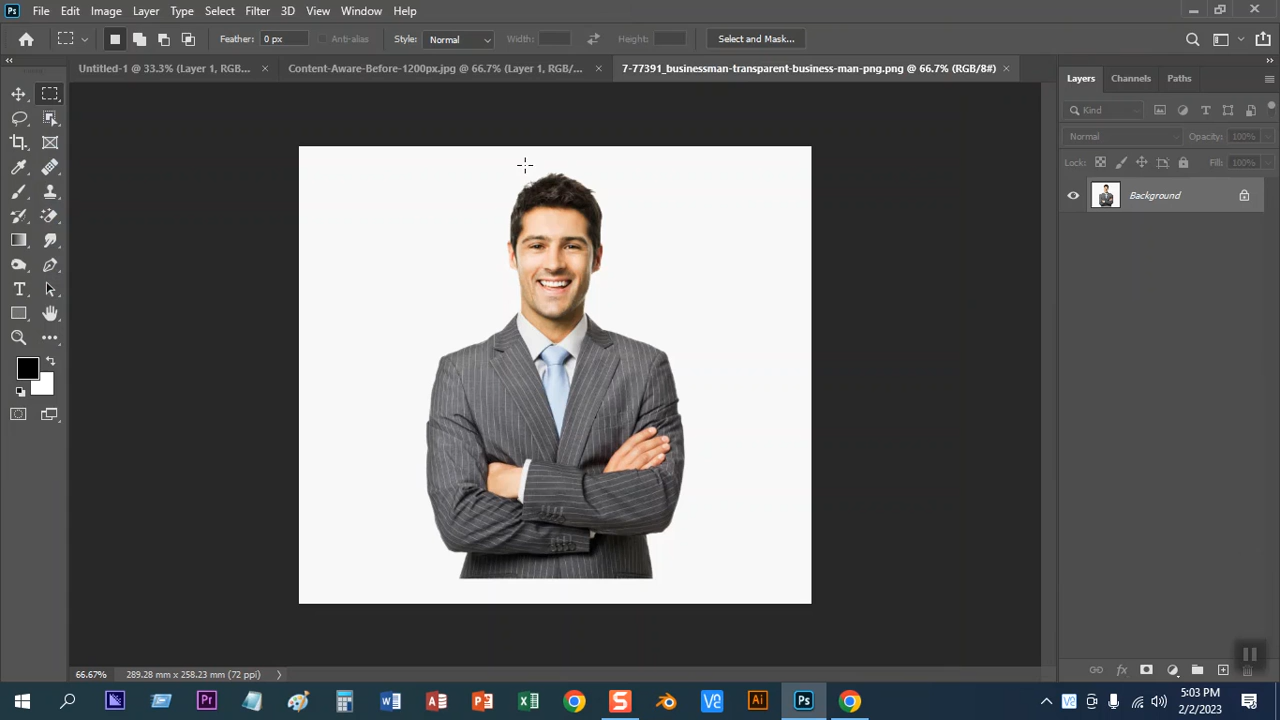 Ps File Edit Image Layer Type Select Filter 3D View Window Help
Feather: 0 px Anti-alias Style: Normal Width: Height: Select and Mask...
Untitled-1 @ 33.3% (Layer 1, RGB... × Content-Aware-Before-1200px.jpg @ 66.7% (Layer 1, RGB/... × 7-77391_businessman-transparent-business-man-png.png @ 66.7% (RGB/8#) ×
Layers Channels Paths
Kind
Normal Opacity: 100%
Lock: Fill: 100%
Background
66.67% 289.28 mm x 258.23 mm (72 ppi)
5:03 PM
2/2/2023